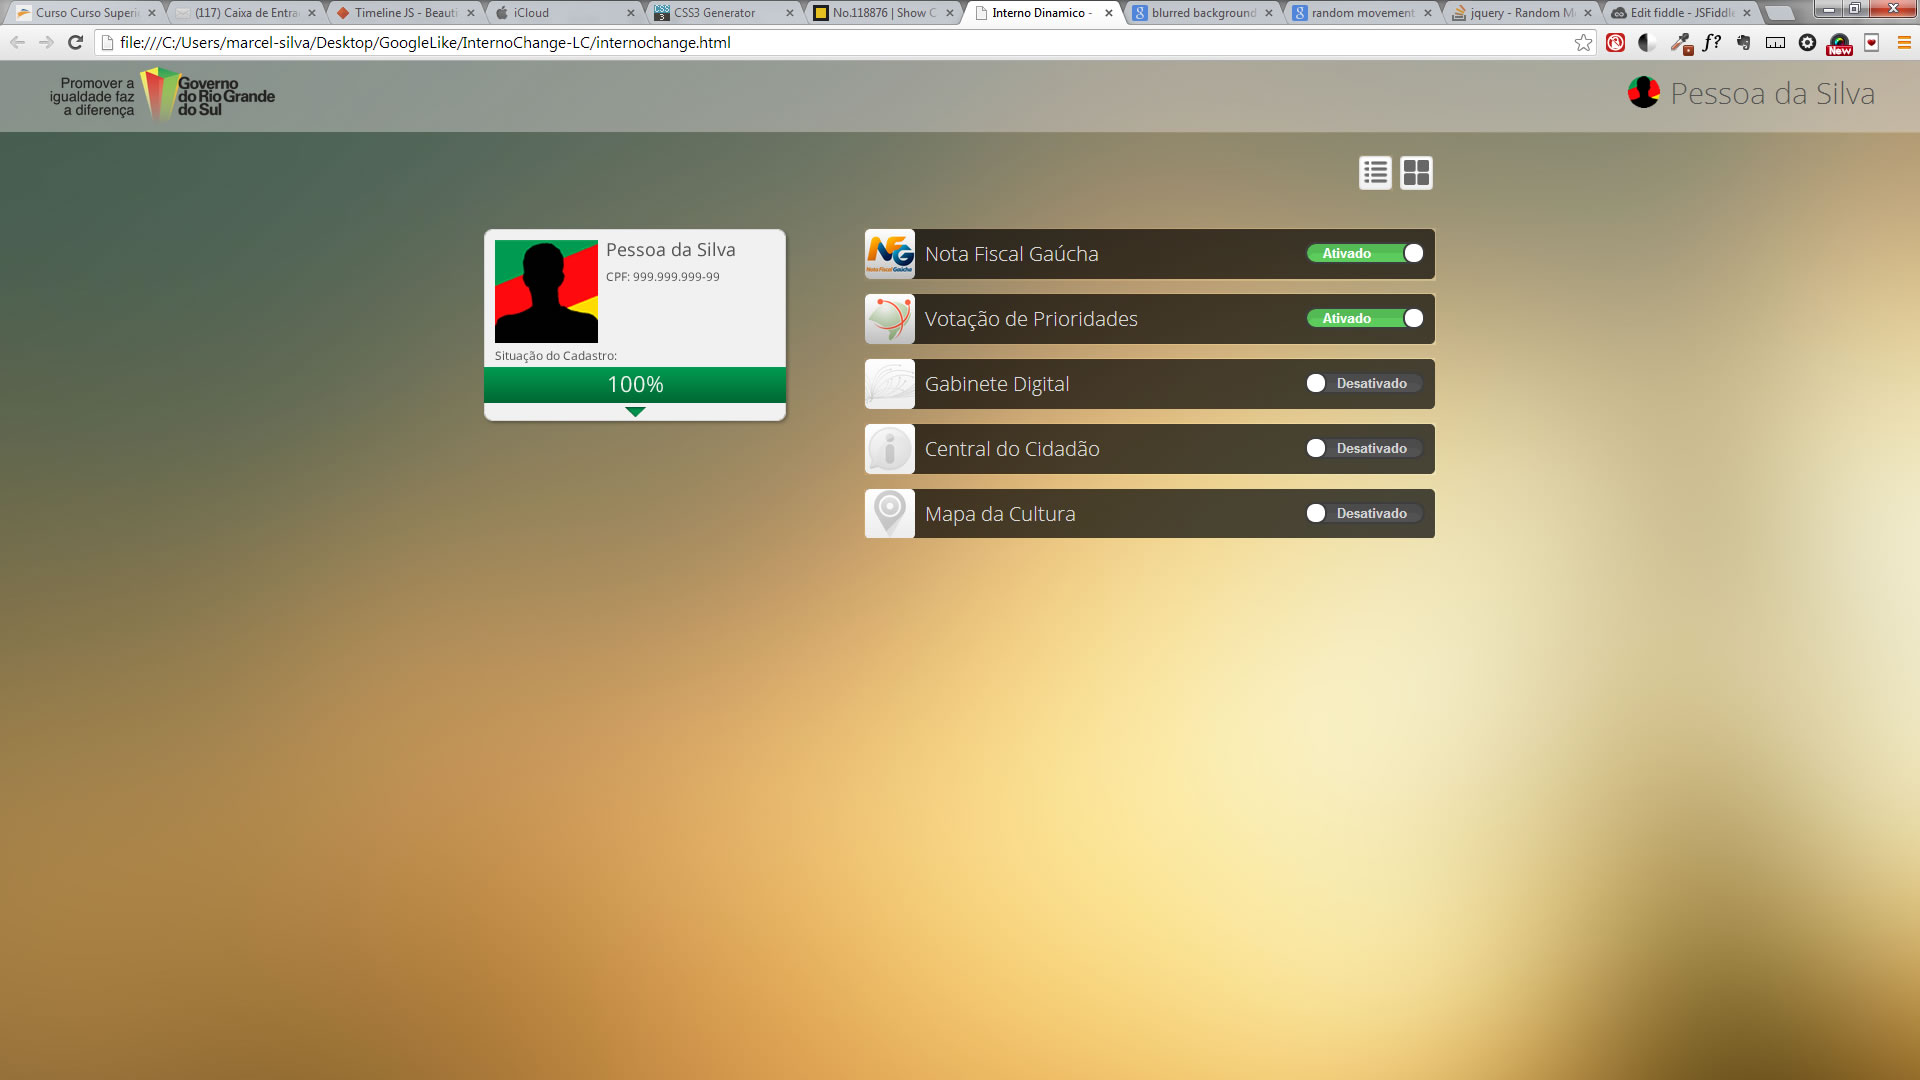 Curso Curso Superi
(117) Caixa de Entra
Timeline JS - Beauti
iCloud
CSS3 Generator
No.118876 | Show C
Interno Dinamico -
blurred background
random movement
jquery - Random M
Edit fiddle - JSFiddle
file:///C:/Users/marcel-silva/Desktop/GoogleLike/InternoChange-LC/internochange.html
f?
New
Promover a
igualdade faz
a diferença
Governo
do Rio Grande
do Sul
Pessoa da Silva
Pessoa da Silva
CPF: 999.999.999-99
Situação do Cadastro:
100%
NFG
Nota Fiscal Gaúcha
Nota Fiscal Gaúcha
Ativado
Votação de Prioridades
Ativado
Gabinete Digital
Desativado
Central do Cidadão
Desativado
Mapa da Cultura
Desativado